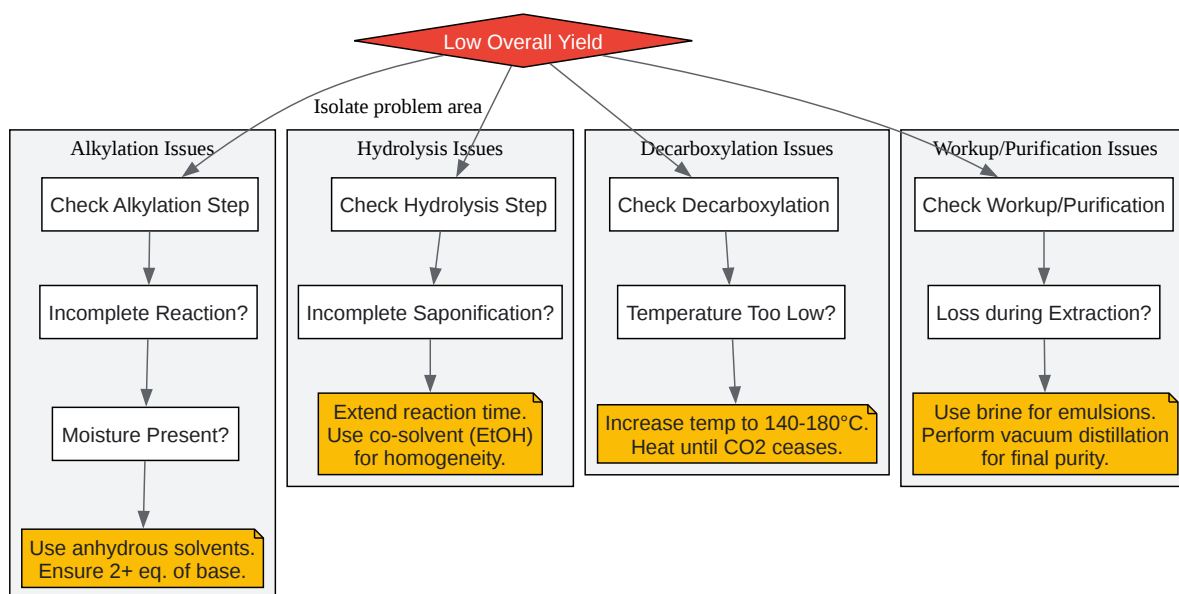 Low Overall Yield
Isolate problem area
Alkylation Issues
Check Alkylation Step
Incomplete Reaction?
Moisture Present?
Use anhydrous solvents.
Ensure 2+ eq. of base.
Hydrolysis Issues
Check Hydrolysis Step
Incomplete Saponification?
Extend reaction time.
Use co-solvent (EtOH)
for homogeneity.
Decarboxylation Issues
Check Decarboxylation
Temperature Too Low?
Increase temp to 140-180°C.
Heat until CO2 ceases.
Workup/Purification Issues
Check Workup/Purification
Loss during Extraction?
Use brine for emulsions.
Perform vacuum distillation
for final purity.